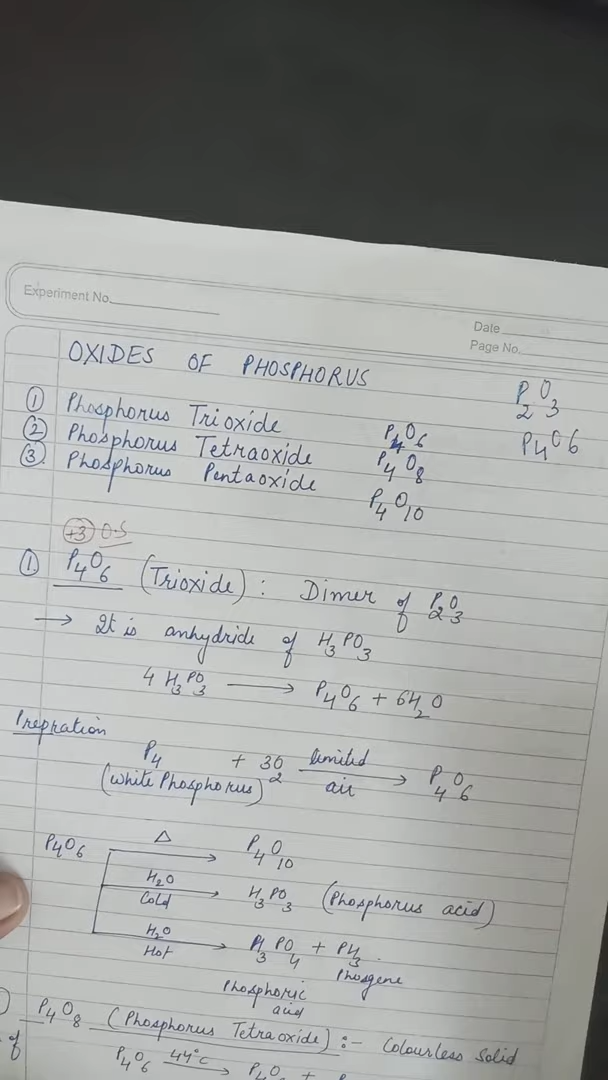 Experiment No.
Date
Page No.
OXIDES OF PHOSPHORUS
P2O3
① Phosphorus Trioxide P4O6 P4O6
② Phosphorus Tetraoxide P4O8
③ Phosphorus Pentaoxide P4O10
+3 O.S
① P4O6 (Trioxide) : Dimer of P2O3
→ It is anhydride of H3PO3
4 H3PO3 → P4O6 + 6H2O
Prepration
P4 + 3O2 limited air → P4O6
(white Phosphorus)
P4O6 Δ → P4O10
H2O Cold → H3PO3 (Phosphorus acid)
H2O Hot → H3PO4 + PH3
Phosphoric acid Phosgene
P4O8 (Phosphorus Tetraoxide) :- Colourless Solid
of P4O6 44°C → P4O +